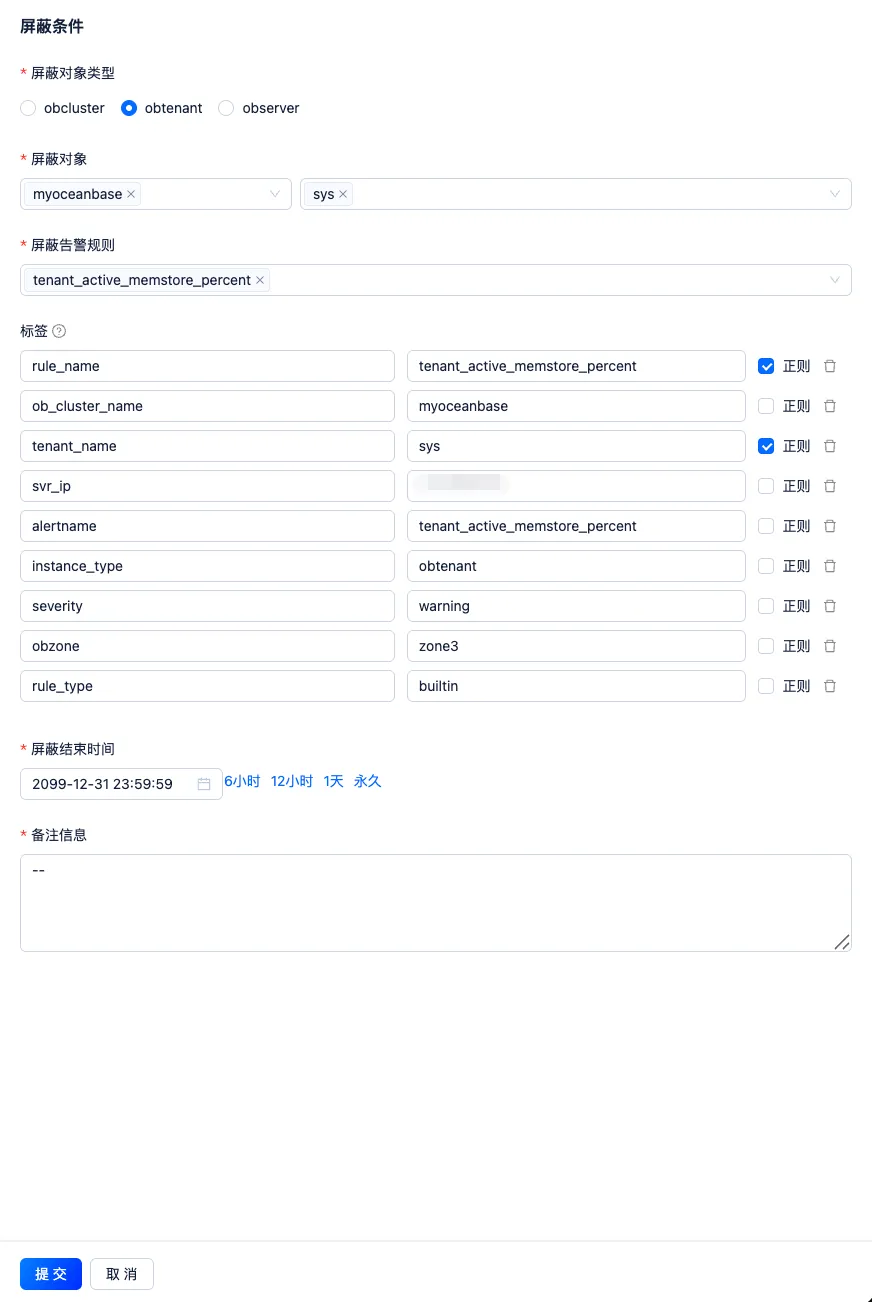 屏蔽条件
* 屏蔽对象类型
obcluster obtenant observer
* 屏蔽对象
myoceanbase sys
* 屏蔽告警规则
tenant_active_memstore_percent
标签
rule_name tenant_active_memstore_percent 正则
ob_cluster_name myoceanbase 正则
tenant_name sys 正则
svr_ip 正则
alertname tenant_active_memstore_percent 正则
instance_type obtenant 正则
severity warning 正则
obzone zone3 正则
rule_type builtin 正则
* 屏蔽结束时间
2099-12-31 23:59:59 6小时 12小时 1天 永久
* 备注信息
--
提交 取消